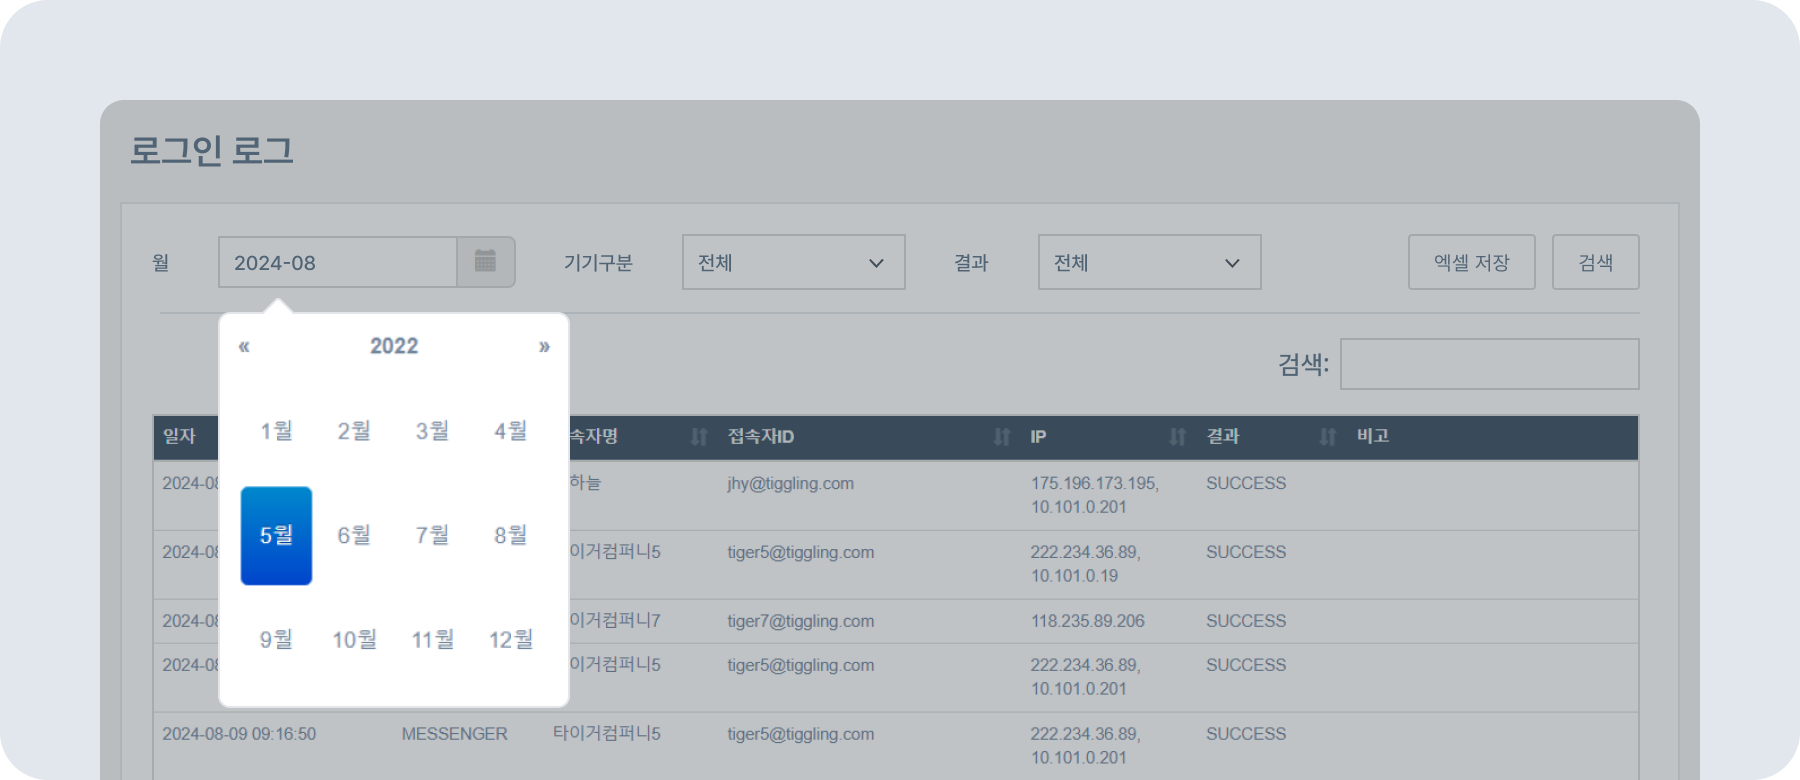 로그인 로그
월 2024-08 기기구분 전체 결과 전체 엑셀 저장 검색
« 2022 »
검색:
1월 2월 3월 4월
일자 속자명 접속자ID IP 결과 비고
2024-08 하늘 jhy@tiggling.com 175.196.173.195, SUCCESS
10.101.0.201
5월 6월 7월 8월
2024-08 이거컴퍼니5 tiger5@tiggling.com 222.234.36.89, SUCCESS
10.101.0.19
2024-08 이거컴퍼니7 tiger7@tiggling.com 118.235.89.206 SUCCESS
9월 10월 11월 12월
2024-08 이거컴퍼니5 tiger5@tiggling.com 222.234.36.89, SUCCESS
10.101.0.201
2024-08-09 09:16:50 MESSENGER 타이거컴퍼니5 tiger5@tiggling.com 222.234.36.89, SUCCESS
10.101.0.201